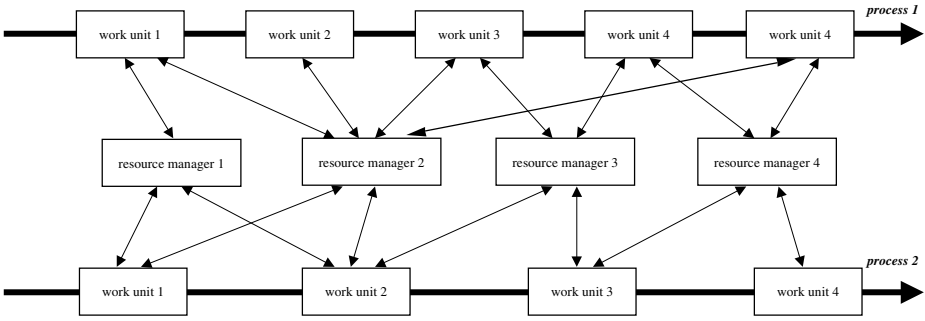 process 1
work unit 1
work unit 2
work unit 3
work unit 4
work unit 4
resource manager 1
resource manager 2
resource manager 3
resource manager 4
process 2
work unit 1
work unit 2
work unit 3
work unit 4